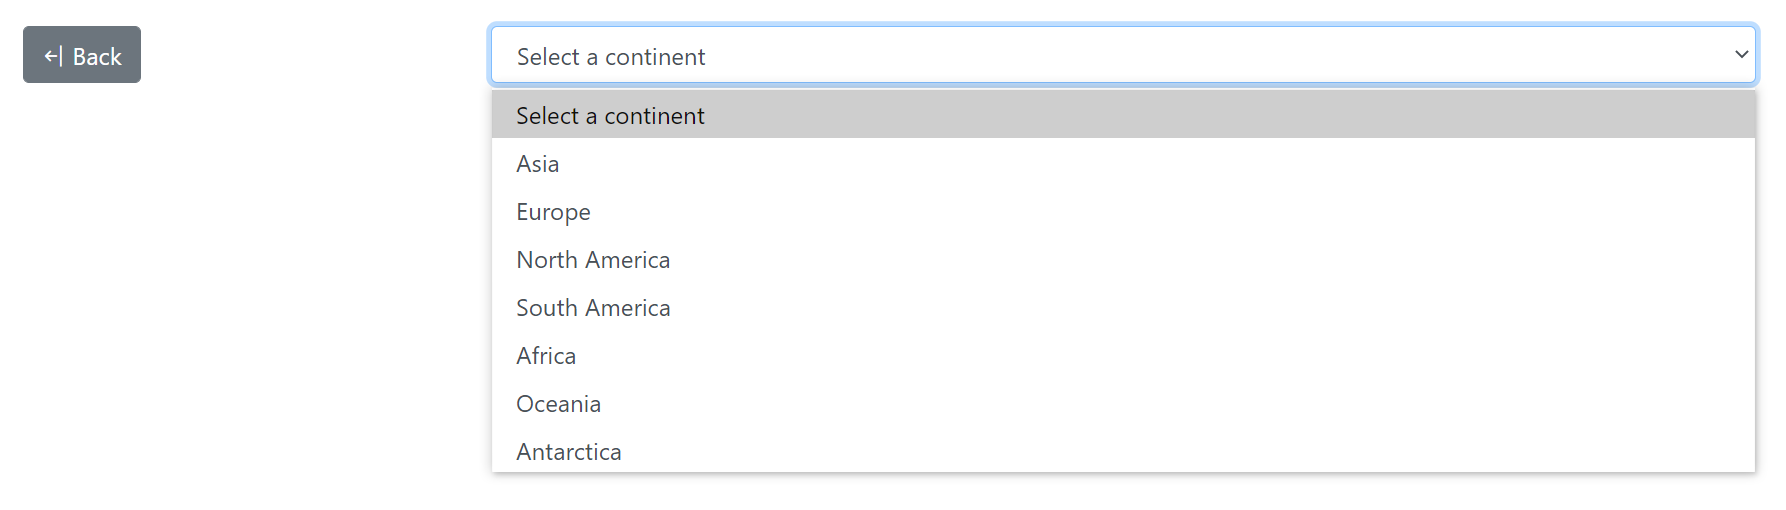 Back
Select a continent
Select a continent
Asia
Europe
North America
South America
Africa
Oceania
Antarctica